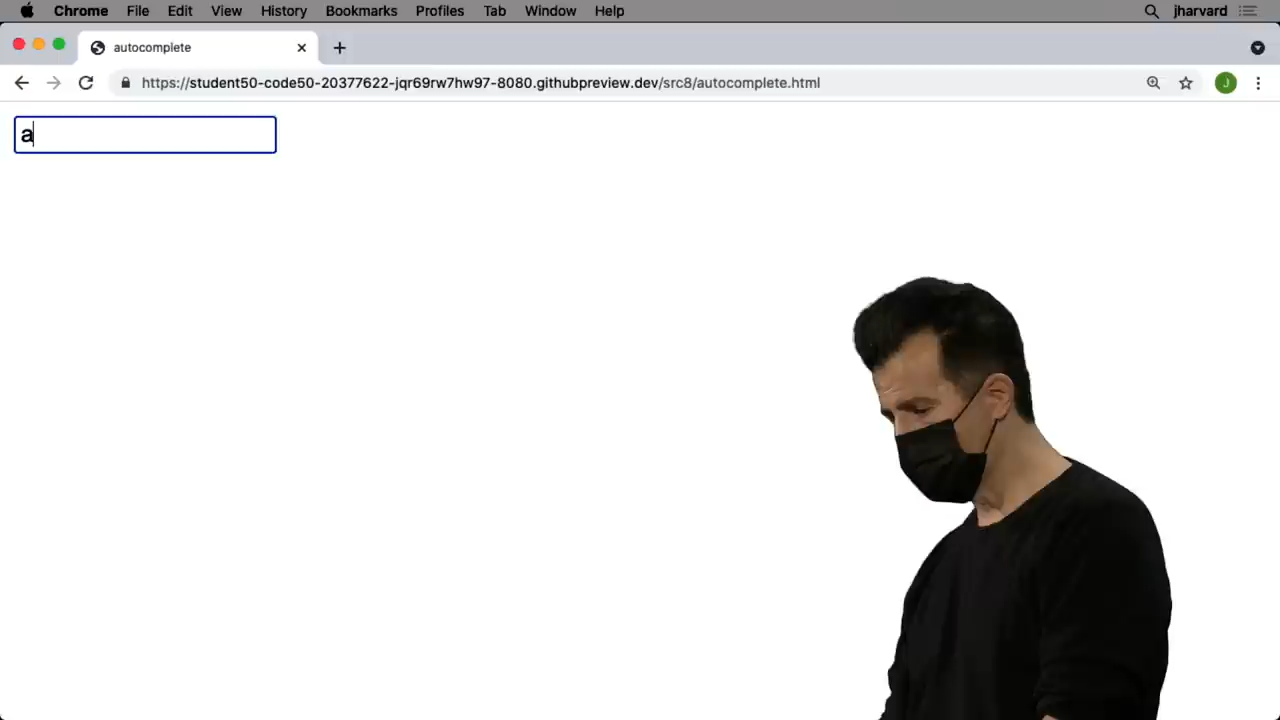 Chrome File Edit View History Bookmarks Profiles Tab Window Help jharvard
autocomplete
https://student50-code50-20377622-jqr69rw7hw97-8080.githubpreview.dev/src8/autocomplete.html J
a